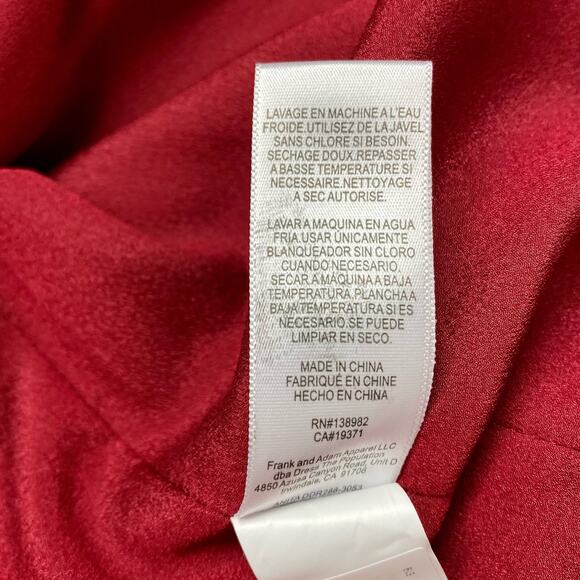 LAVAGE EN MACHINE A L'EAU
FROIDE.UTILISEZ DE LA JAVEL
SANS CHLORE SI BESOIN.
SECHAGE DOUX.REPASSER
A BASSE TEMPERATURE SI
NECESSAIRE.NETTOYAGE
A SEC AUTORISE.
LAVAR A MAQUINA EN AGUA
FRIA.USAR ÚNICAMENTE
BLANQUEADOR SIN CLORO
CUANDO NECESARIO.
SECAR A MÁQUINA A BAJA
TEMPERATURA.PLANCHA A
BAJA TEMPERATURA SI ES
NECESARIO.SE PUEDE
LIMPIAR EN SECO.
MADE IN CHINA
FABRIQUÉ EN CHINE
HECHO EN CHINA
RN#138982
CA#19371
Frank and Adam Apparel LLC
dba Dress The Population
4850 Azusa Canyon Road, Unit D
Irwindale, CA 91706
DDR288-3053